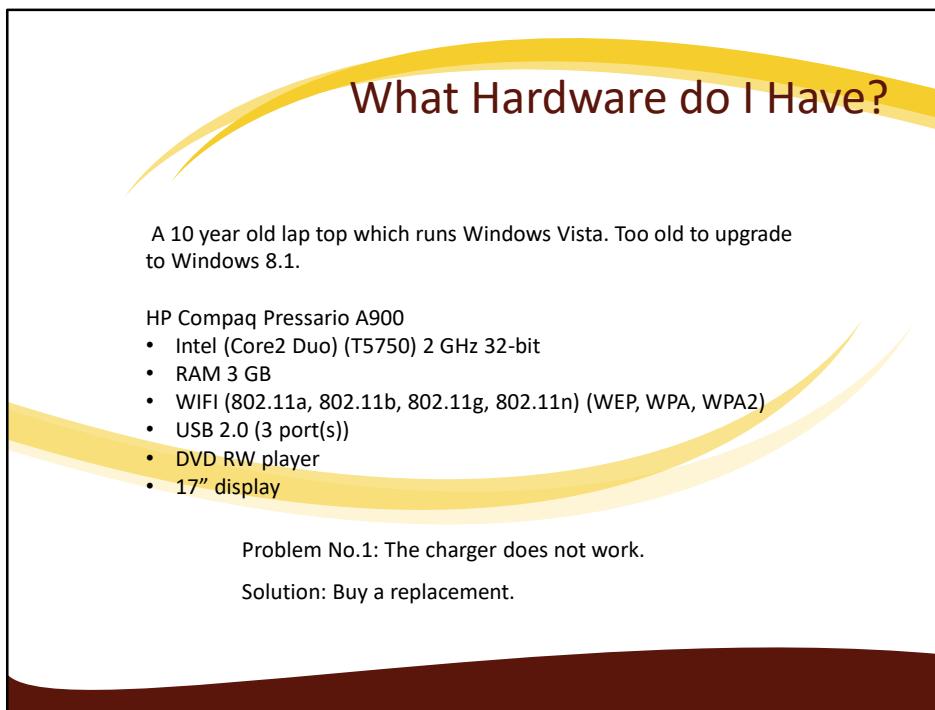 What Hardware do I Have?
A 10 year old lap top which runs Windows Vista. Too old to upgrade
to Windows 8.1.
HP Compaq Pressario A900
• Intel (Core2 Duo) (T5750) 2 GHz 32-bit
• RAM 3 GB
• WIFI (802.11a, 802.11b, 802.11g, 802.11n) (WEP, WPA, WPA2)
• USB 2.0 (3 port(s))
• DVD RW player
• 17” display
Problem No.1: The charger does not work.
Solution: Buy a replacement.